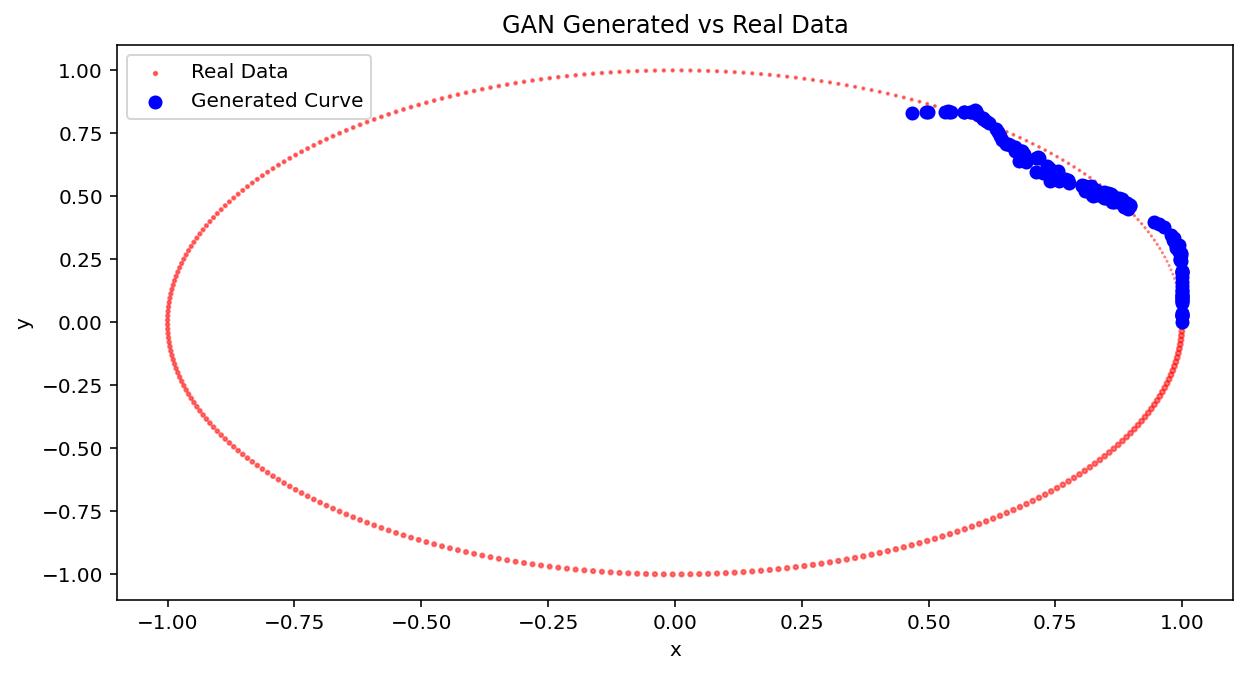 GAN Generated vs Real Data
Real Data
Generated Curve
1.00
0.75
0.50
0.25
0.00
−0.25
−0.50
−0.75
−1.00
y
−1.00 −0.75 −0.50 −0.25 0.00 0.25 0.50 0.75 1.00
x